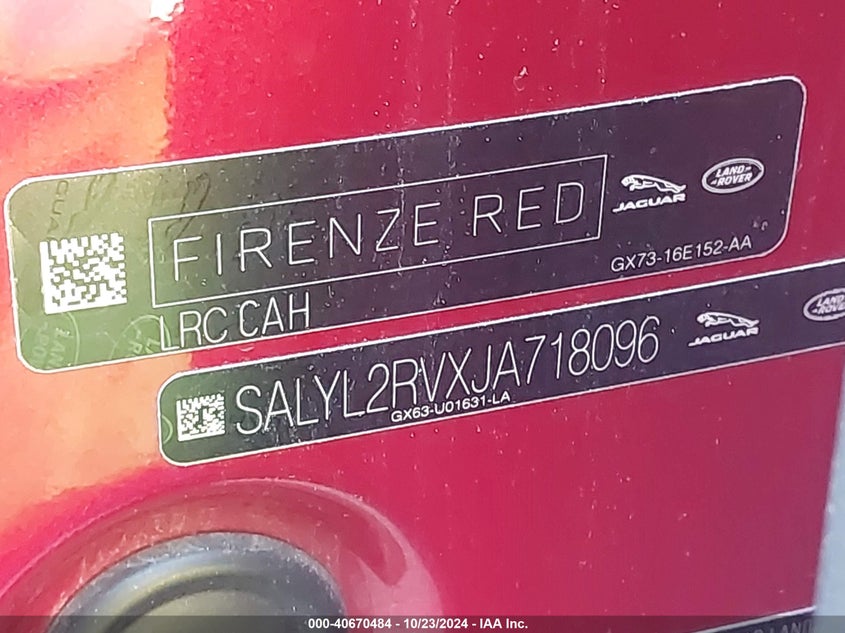 FIRENZE RED
JAGUAR
LAND ROVER
GX73-16E152-AA
LRC CAH
SALYL2RVXJA718096
GX63-U01631-LA
JAGUAR
LAND
ROVER
000-40670484 - 10/23/2024 - IAA Inc.